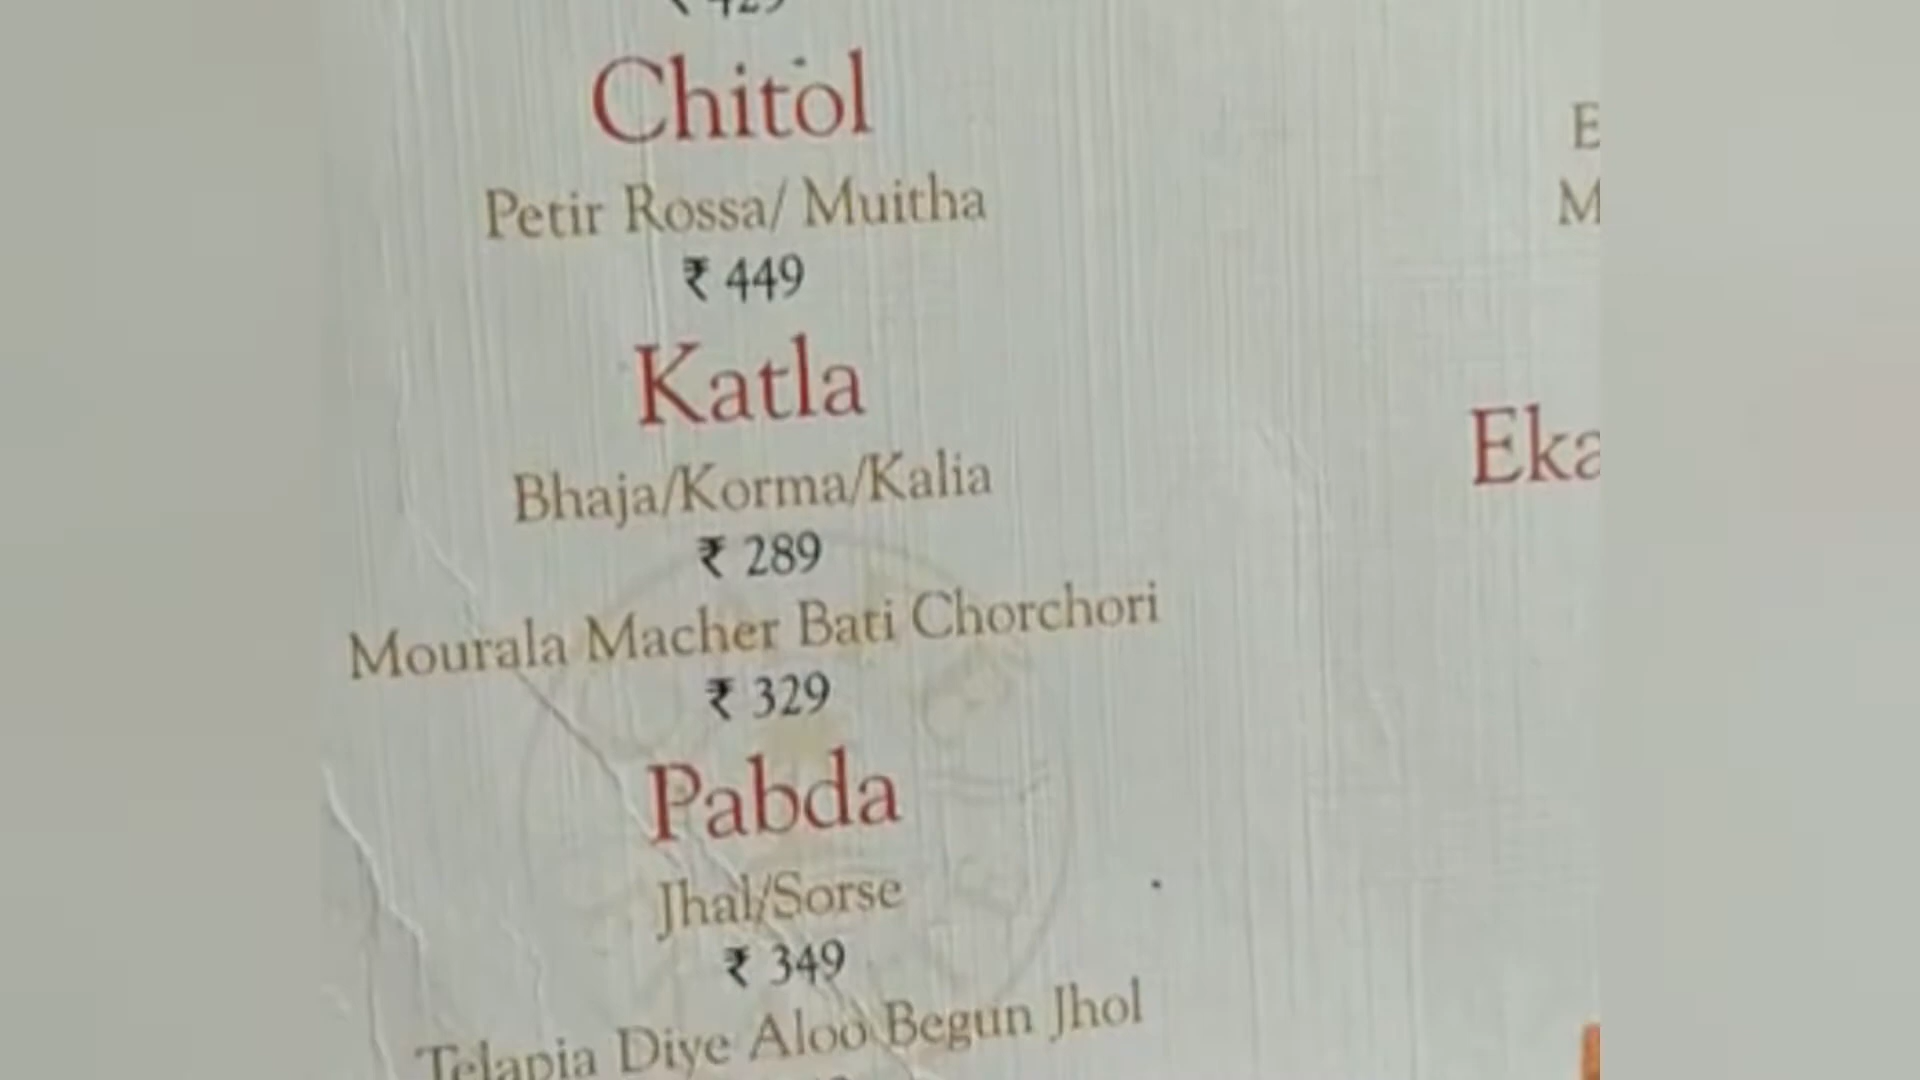 Chitol
Petir Rossa/ Muitha
₹ 449
Katla
Bhaja/Korma/Kalia
₹ 289
Mourala Macher Bati Chorchori
₹ 329
Pabda
Jhal/Sorse
₹ 349
Telapia Diye Aloo Begun Jhol